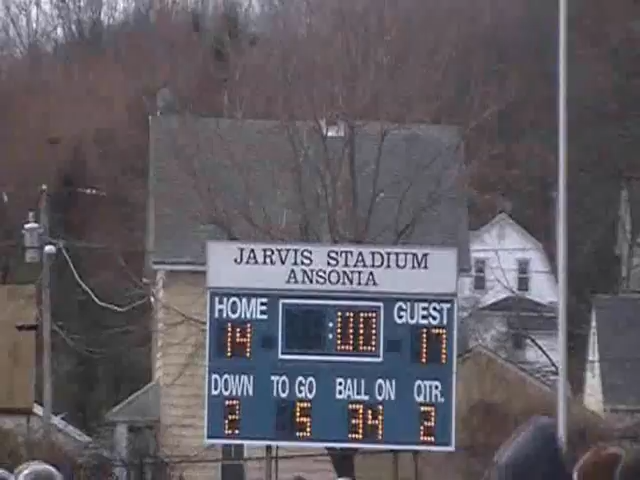 JARVIS STADIUM
ANSONIA
HOME :00 GUEST
14 17
DOWN TO GO BALL ON QTR.
2 5 34 2